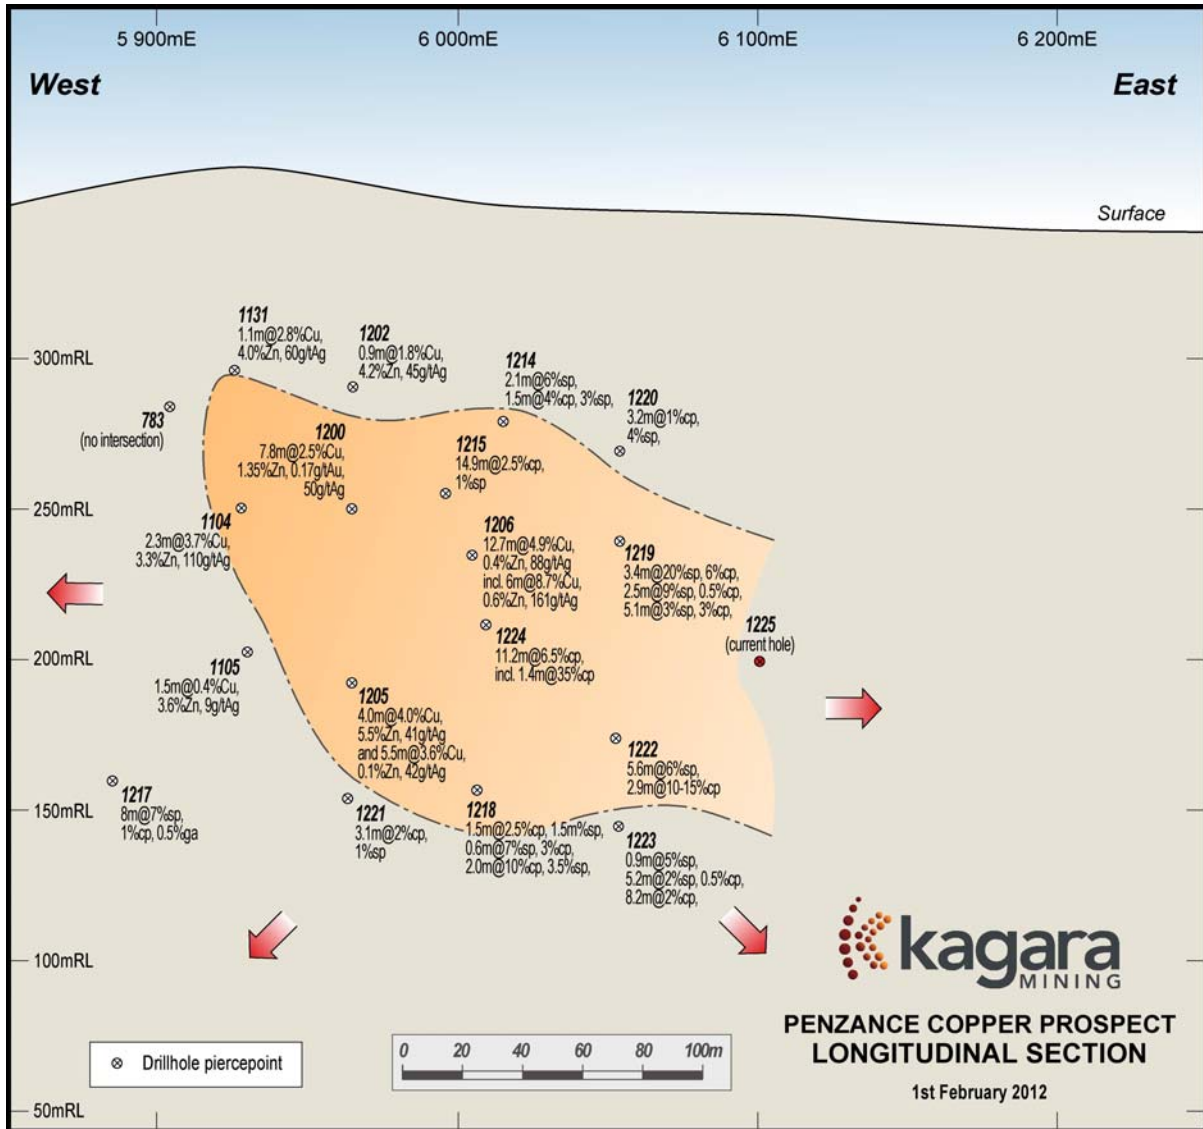 5 900mE
6 000mE
6 100mE
6 200mE
West
East
Surface
300mRL
250mRL
200mRL
150mRL
100mRL
50mRL
1131
1.1m@2.8%Cu,
4.0%Zn, 60g/tAg
1202
0.9m@1.8%Cu,
4.2%Zn, 45g/tAg
1214
2.1m@6%sp,
1.5m@4%cp, 3%sp,
1220
3.2m@1%cp,
4%sp,
783
(no intersection)
1200
7.8m@2.5%Cu,
1.35%Zn, 0.17g/tAu,
50g/tAg
1215
14.9m@2.5%cp,
1%sp
1104
2.3m@3.7%Cu,
3.3%Zn, 110g/tAg
1206
12.7m@4.9%Cu,
0.4%Zn, 88g/tAg
incl. 6m@8.7%Cu,
0.6%Zn, 161g/tAg
1219
3.4m@20%sp, 6%cp,
2.5m@9%sp, 0.5%cp,
5.1m@3%sp, 3%cp,
1225
(current hole)
1224
11.2m@6.5%cp,
incl. 1.4m@35%cp
1105
1.5m@0.4%Cu,
3.6%Zn, 9g/tAg
1205
4.0m@4.0%Cu,
5.5%Zn, 41g/tAg
and 5.5m@3.6%Cu,
0.1%Zn, 42g/tAg
1222
5.6m@6%sp,
2.9m@10-15%cp
1217
8m@7%sp,
1%cp, 0.5%ga
1221
3.1m@2%cp,
1%sp
1218
1.5m@2.5%cp, 1.5m%sp,
0.6m@7%sp, 3%cp,
2.0m@10%cp, 3.5%sp,
1223
0.9m@5%sp,
5.2m@2%sp, 0.5%cp,
8.2m@2%cp,
kagara
MINING
PENZANCE COPPER PROSPECT
LONGITUDINAL SECTION
1st February 2012
Drillhole piercepoint
0 20 40 60 80 100m